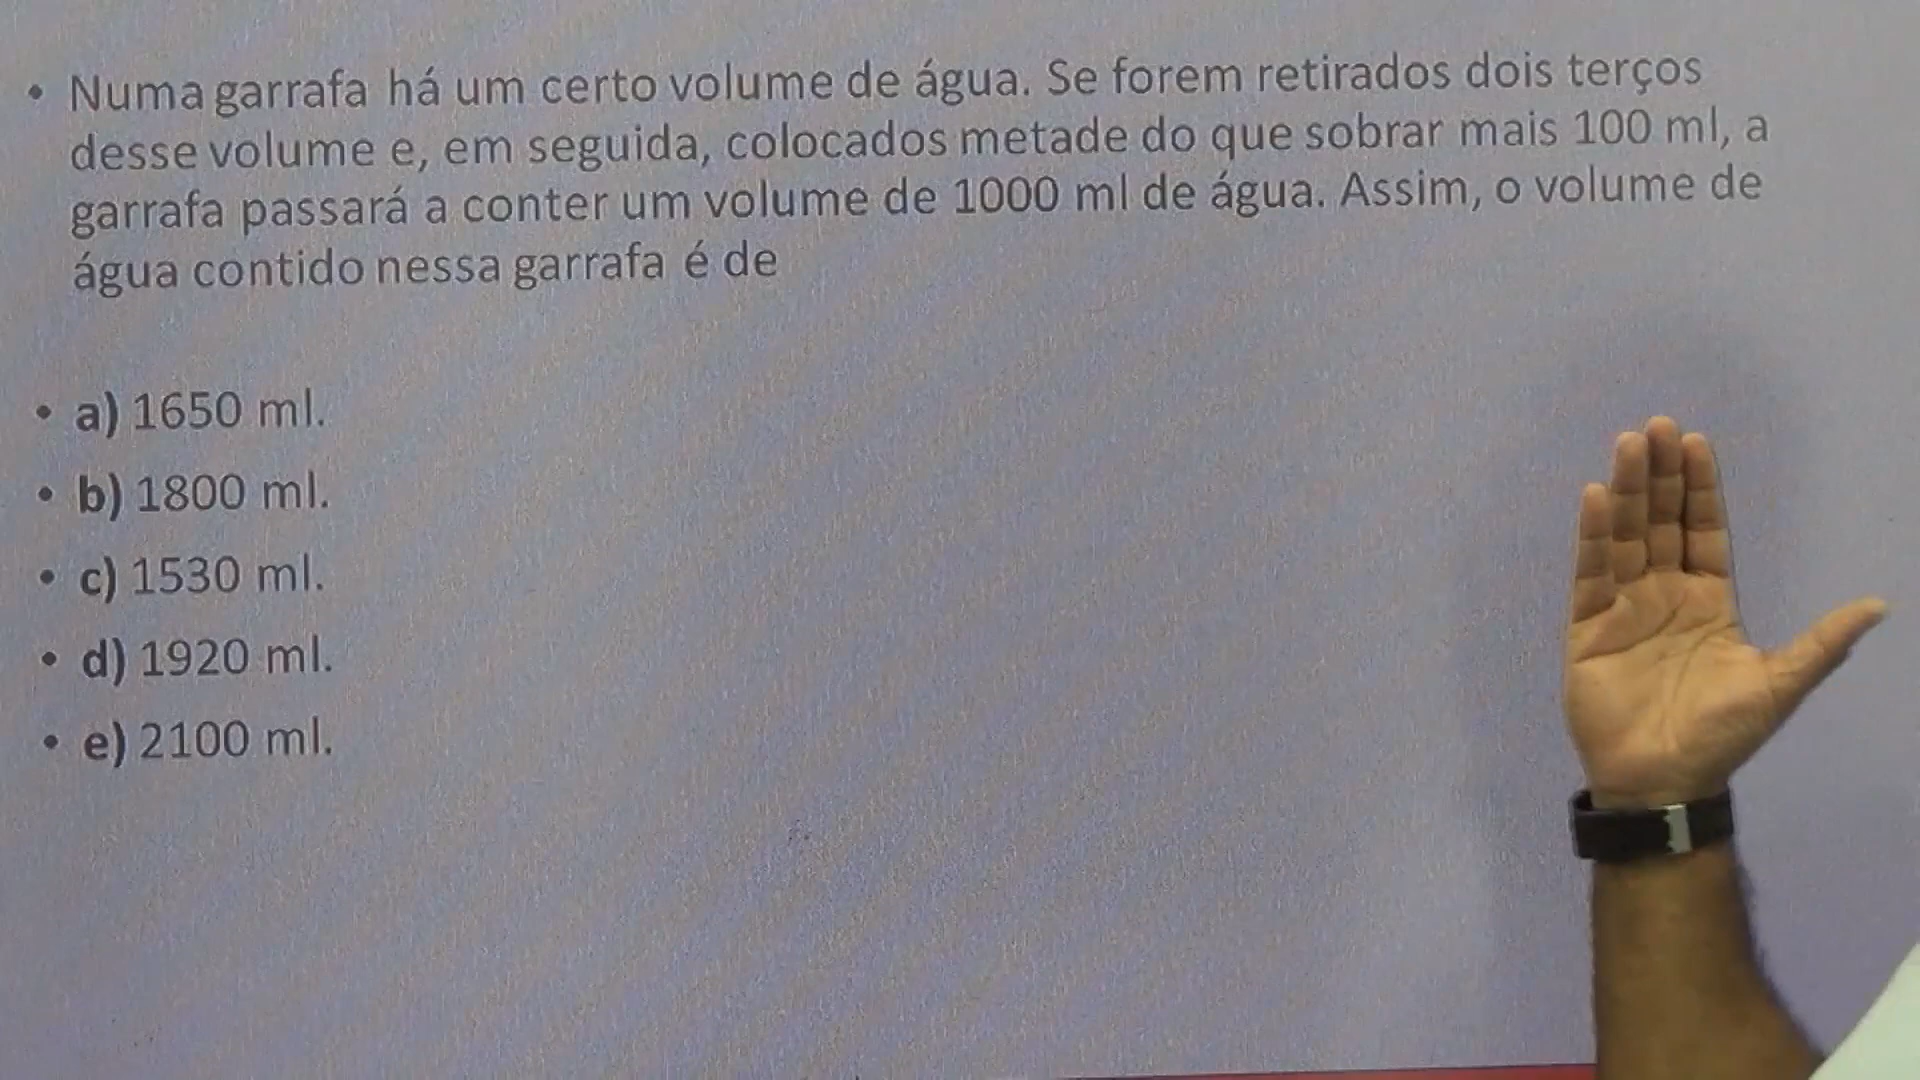 • Numa garrafa há um certo volume de água. Se forem retirados dois terços
desse volume e, em seguida, colocados metade do que sobrar mais 100 ml, a
garrafa passará a conter um volume de 1000 ml de água. Assim, o volume de
água contido nessa garrafa é de
• a) 1650 ml.
• b) 1800 ml.
• c) 1530 ml.
• d) 1920 ml.
• e) 2100 ml.